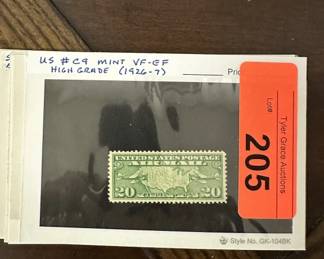 US #C9 MINT VF-EF
HIGH GRADE (1926-7)
Pric
Lot#
Tyler Grace Auctions
205
UNITED STATES POSTAGE
AIR MAIL
20 20
Style No. GK-104BK